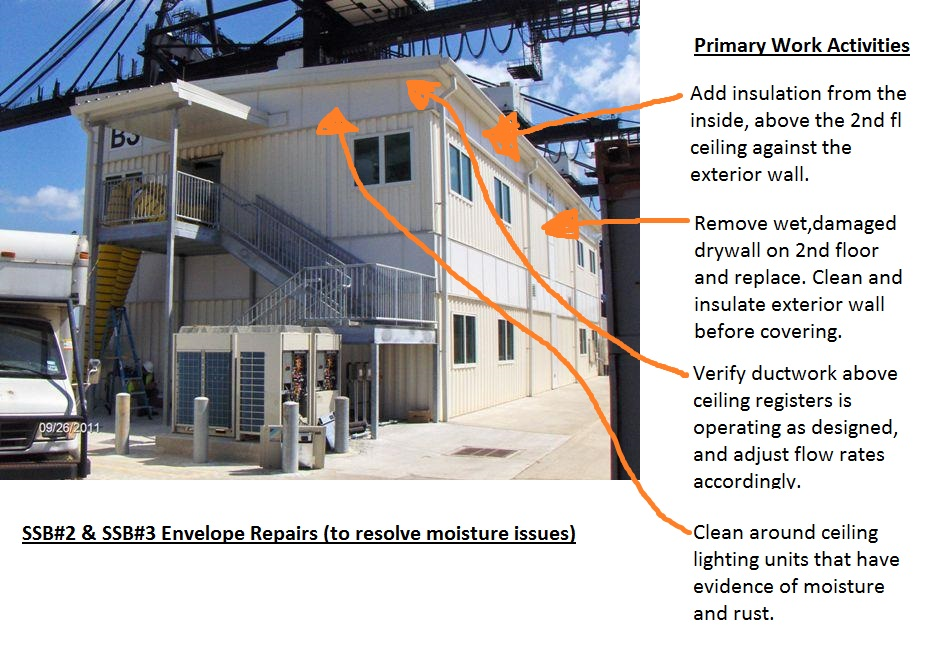 Primary Work Activities
Add insulation from the
inside, above the 2nd fl
ceiling against the
exterior wall.
Remove wet,damaged
drywall on 2nd floor
and replace. Clean and
insulate exterior wall
before covering.
Verify ductwork above
ceiling registers is
operating as designed,
and adjust flow rates
accordingly.
Clean around ceiling
lighting units that have
evidence of moisture
and rust.
B3
09/26/2011
SSB#2 & SSB#3 Envelope Repairs (to resolve moisture issues)